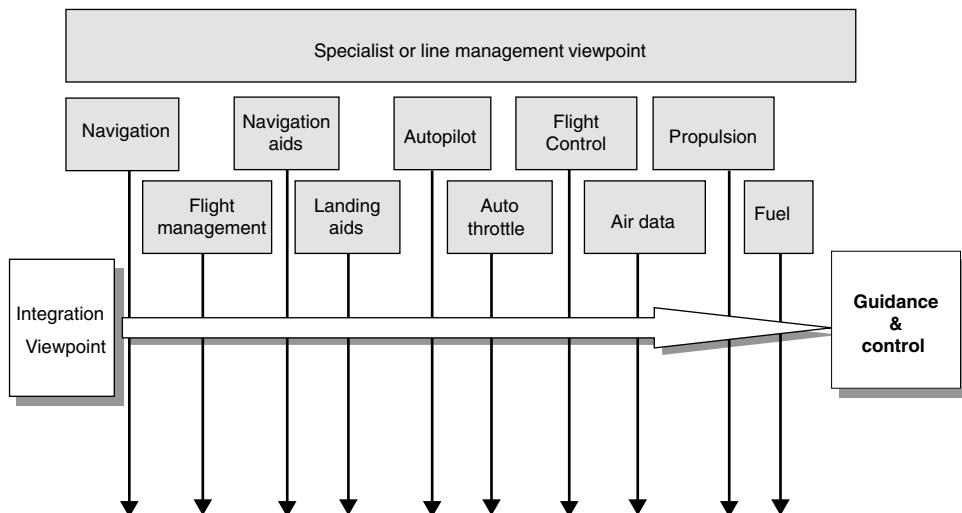 Specialist or line management viewpoint
Navigation
Navigation
aids
Autopilot
Flight
Control
Propulsion
Flight
management
Landing
aids
Auto
throttle
Air data
Fuel
Integration
Viewpoint
Guidance
&
control